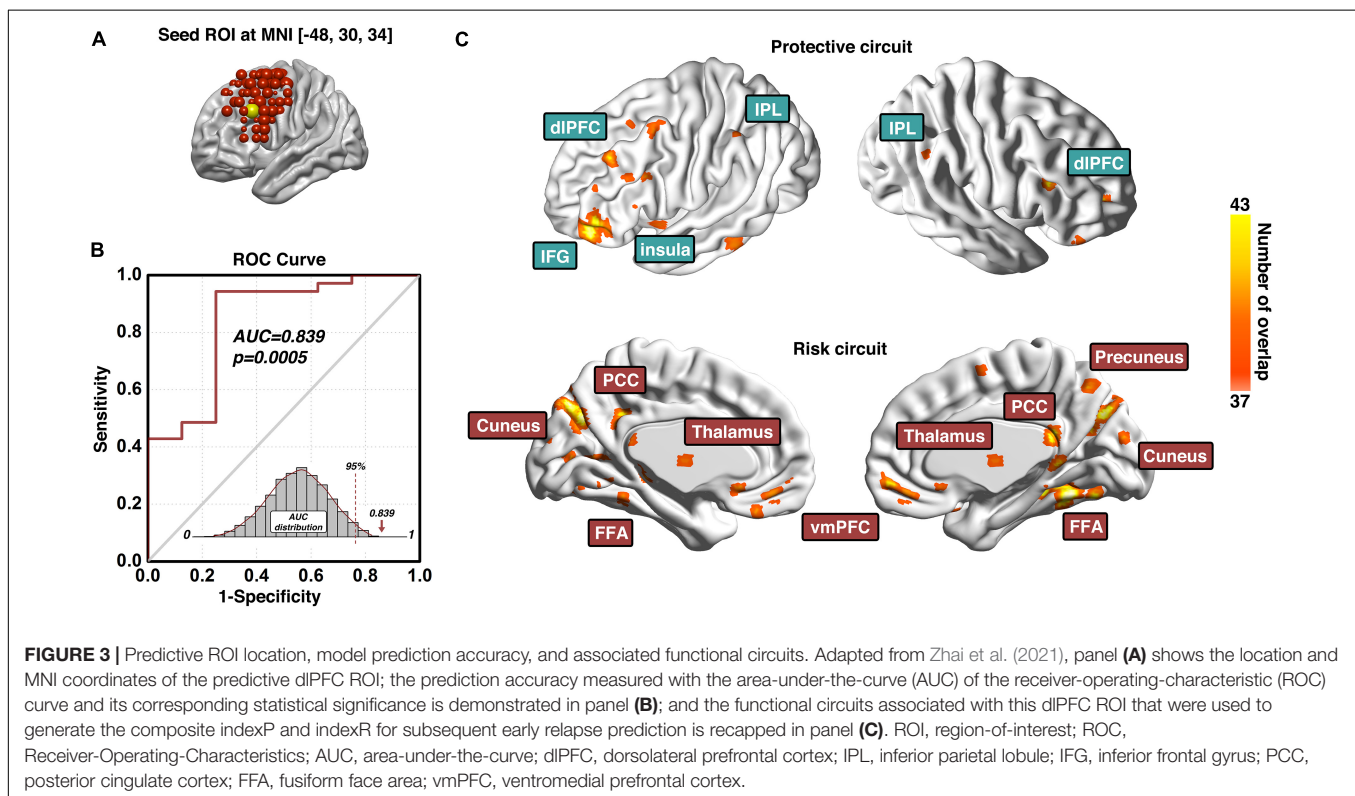 A
Seed ROI at MNI [-48, 30, 34]
B
ROC Curve
1.0
0.8
0.6
0.4
0.2
0.0
Sensitivity
AUC=0.839
p=0.0005
95%
0.839
AUC
distribution
0
1
0.0 0.2 0.4 0.6 0.8 1.0
1-Specificity
C
Protective circuit
dlPFC
IPL
IFG
insula
IPL
dlPFC
43
Number of overlap
37
Risk circuit
PCC
Cuneus
Thalamus
FFA
vmPFC
Precuneus
PCC
Thalamus
Cuneus
FFA
FIGURE 3 | Predictive ROI location, model prediction accuracy, and associated functional circuits. Adapted from Zhai et al. (2021), panel (A) shows the location and
MNI coordinates of the predictive dlPFC ROI; the prediction accuracy measured with the area-under-the-curve (AUC) of the receiver-operating-characteristic (ROC)
curve and its corresponding statistical significance is demonstrated in panel (B); and the functional circuits associated with this dlPFC ROI that were used to
generate the composite indexP and indexR for subsequent early relapse prediction is recapped in panel (C). ROI, region-of-interest; ROC,
Receiver-Operating-Characteristics; AUC, area-under-the-curve; dlPFC, dorsolateral prefrontal cortex; IPL, inferior parietal lobule; IFG, inferior frontal gyrus; PCC,
posterior cingulate cortex; FFA, fusiform face area; vmPFC, ventromedial prefrontal cortex.